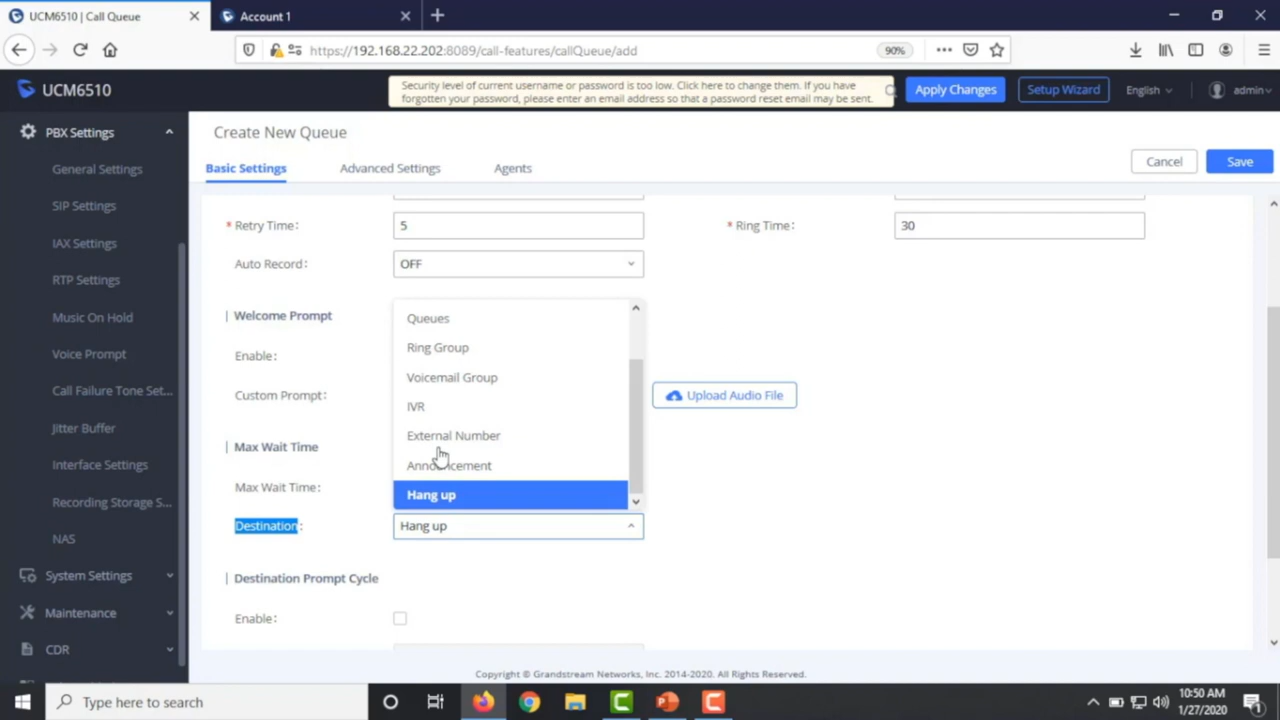 UCM6510 | Call Queue
Account 1
https://192.168.22.202:8089/call-features/callQueue/add
90%
UCM6510
Security level of current username or password is too low. Click here to change them. If you have
forgotten your password, please enter an email address so that a password reset email may be sent.
Apply Changes
Setup Wizard
English
admin
PBX Settings
General Settings
SIP Settings
IAX Settings
RTP Settings
Music On Hold
Voice Prompt
Call Failure Tone Set...
Jitter Buffer
Interface Settings
Recording Storage S...
NAS
System Settings
Maintenance
CDR
Create New Queue
Basic Settings
Advanced Settings
Agents
Cancel
Save
* Retry Time:
5
* Ring Time:
30
Auto Record:
OFF
| Welcome Prompt
Enable:
Custom Prompt:
Upload Audio File
| Max Wait Time
Max Wait Time:
Queues
Ring Group
Voicemail Group
IVR
External Number
Announcement
Hang up
Destination:
Hang up
| Destination Prompt Cycle
Enable:
Copyright © Grandstream Networks, Inc. 2014-2020. All Rights Reserved.
Type here to search
10:50 AM
1/27/2020
1